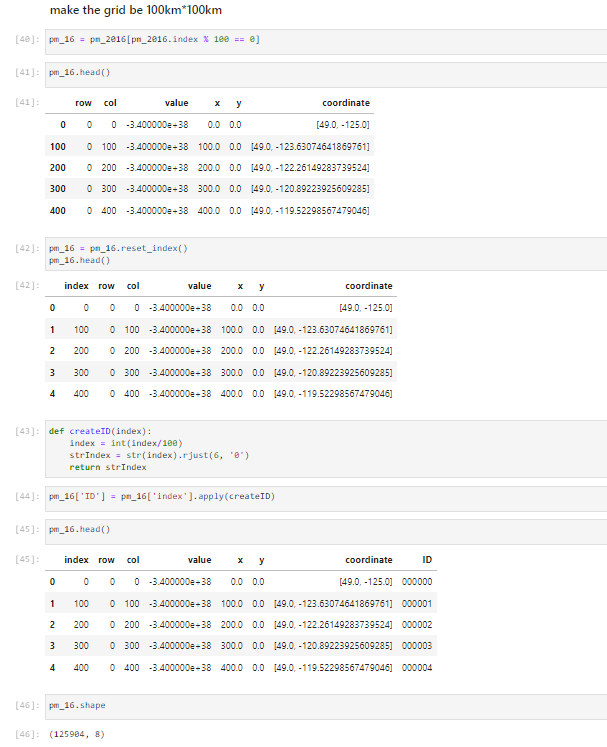 make the grid be 100km*100km
[40]: pm_16 = pm_2016[pm_2016.index % 100 == 0]
[41]: pm_16.head()
[41]: row col value x y coordinate
0 0 0 -3.400000e+38 0.0 0.0 [49.0, -125.0]
100 0 100 -3.400000e+38 100.0 0.0 [49.0, -123.63074641869761]
200 0 200 -3.400000e+38 200.0 0.0 [49.0, -122.26149283739524]
300 0 300 -3.400000e+38 300.0 0.0 [49.0, -120.89223925609285]
400 0 400 -3.400000e+38 400.0 0.0 [49.0, -119.52298567479046]
[42]: pm_16 = pm_16.reset_index()
pm_16.head()
[42]: index row col value x y coordinate
0 0 0 0 -3.400000e+38 0.0 0.0 [49.0, -125.0]
1 100 0 100 -3.400000e+38 100.0 0.0 [49.0, -123.63074641869761]
2 200 0 200 -3.400000e+38 200.0 0.0 [49.0, -122.26149283739524]
3 300 0 300 -3.400000e+38 300.0 0.0 [49.0, -120.89223925609285]
4 400 0 400 -3.400000e+38 400.0 0.0 [49.0, -119.52298567479046]
[43]: def createID(index):
index = int(index/100)
strIndex = str(index).rjust(6, '0')
return strIndex
[44]: pm_16['ID'] = pm_16['index'].apply(createID)
[45]: pm_16.head()
[45]: index row col value x y coordinate ID
0 0 0 0 -3.400000e+38 0.0 0.0 [49.0, -125.0] 000000
1 100 0 100 -3.400000e+38 100.0 0.0 [49.0, -123.63074641869761] 000001
2 200 0 200 -3.400000e+38 200.0 0.0 [49.0, -122.26149283739524] 000002
3 300 0 300 -3.400000e+38 300.0 0.0 [49.0, -120.89223925609285] 000003
4 400 0 400 -3.400000e+38 400.0 0.0 [49.0, -119.52298567479046] 000004
[46]: pm_16.shape
[46]: (125904, 8)